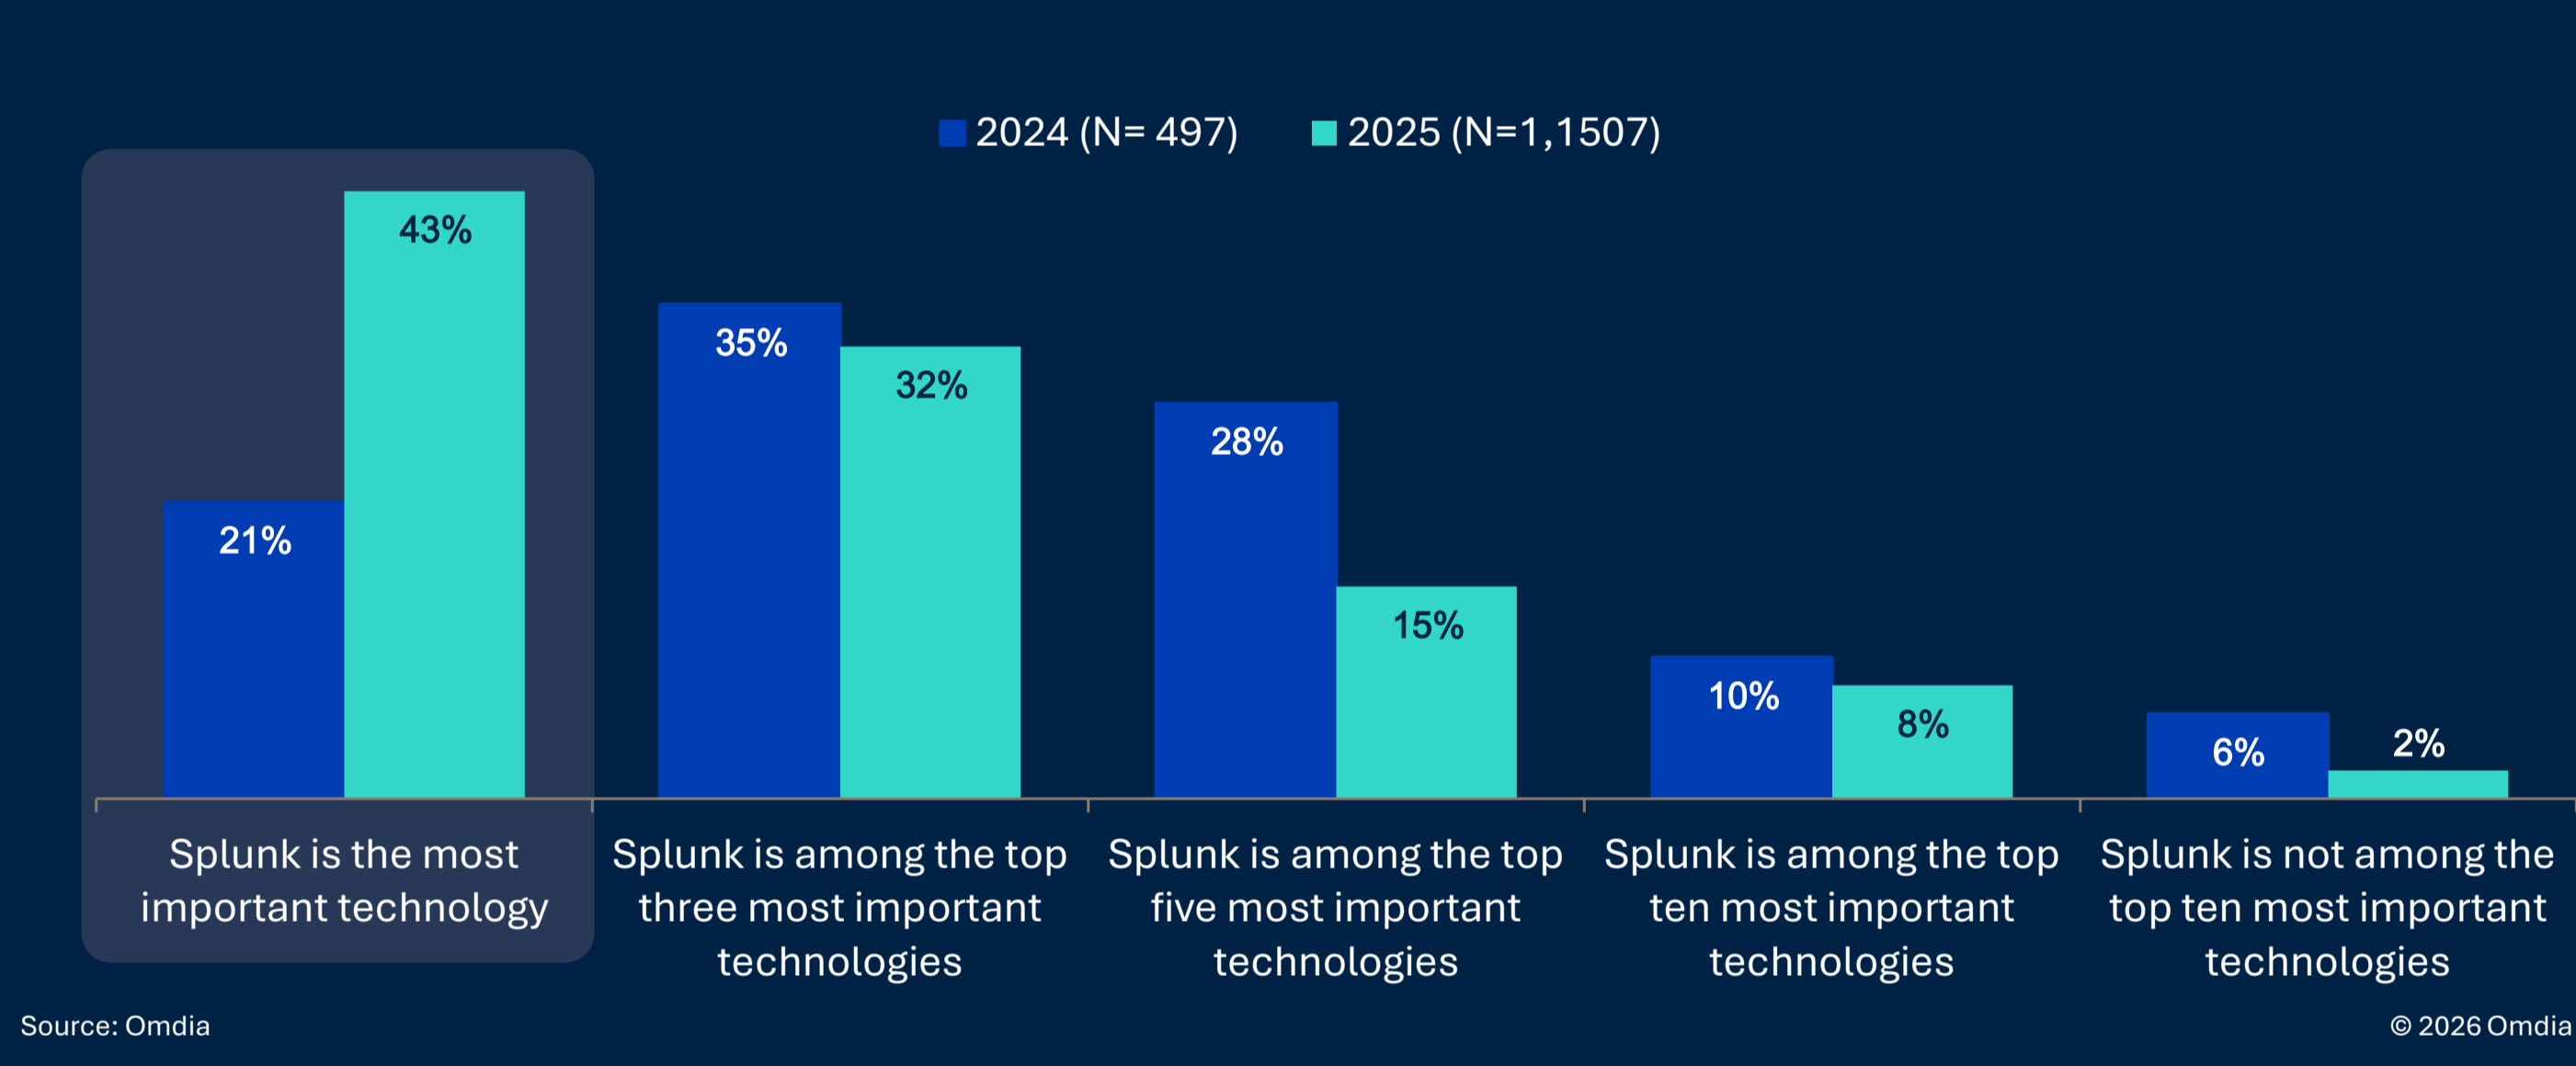 2024 (N= 497) 2025 (N=1,1507)
43%
35%
32%
28%
21%
15%
10%
8%
6%
2%
Splunk is the most
important technology
Splunk is among the top
three most important
technologies
Splunk is among the top
five most important
technologies
Splunk is among the top
ten most important
technologies
Splunk is not among the
top ten most important
technologies
Source: Omdia
© 2026 Omdia